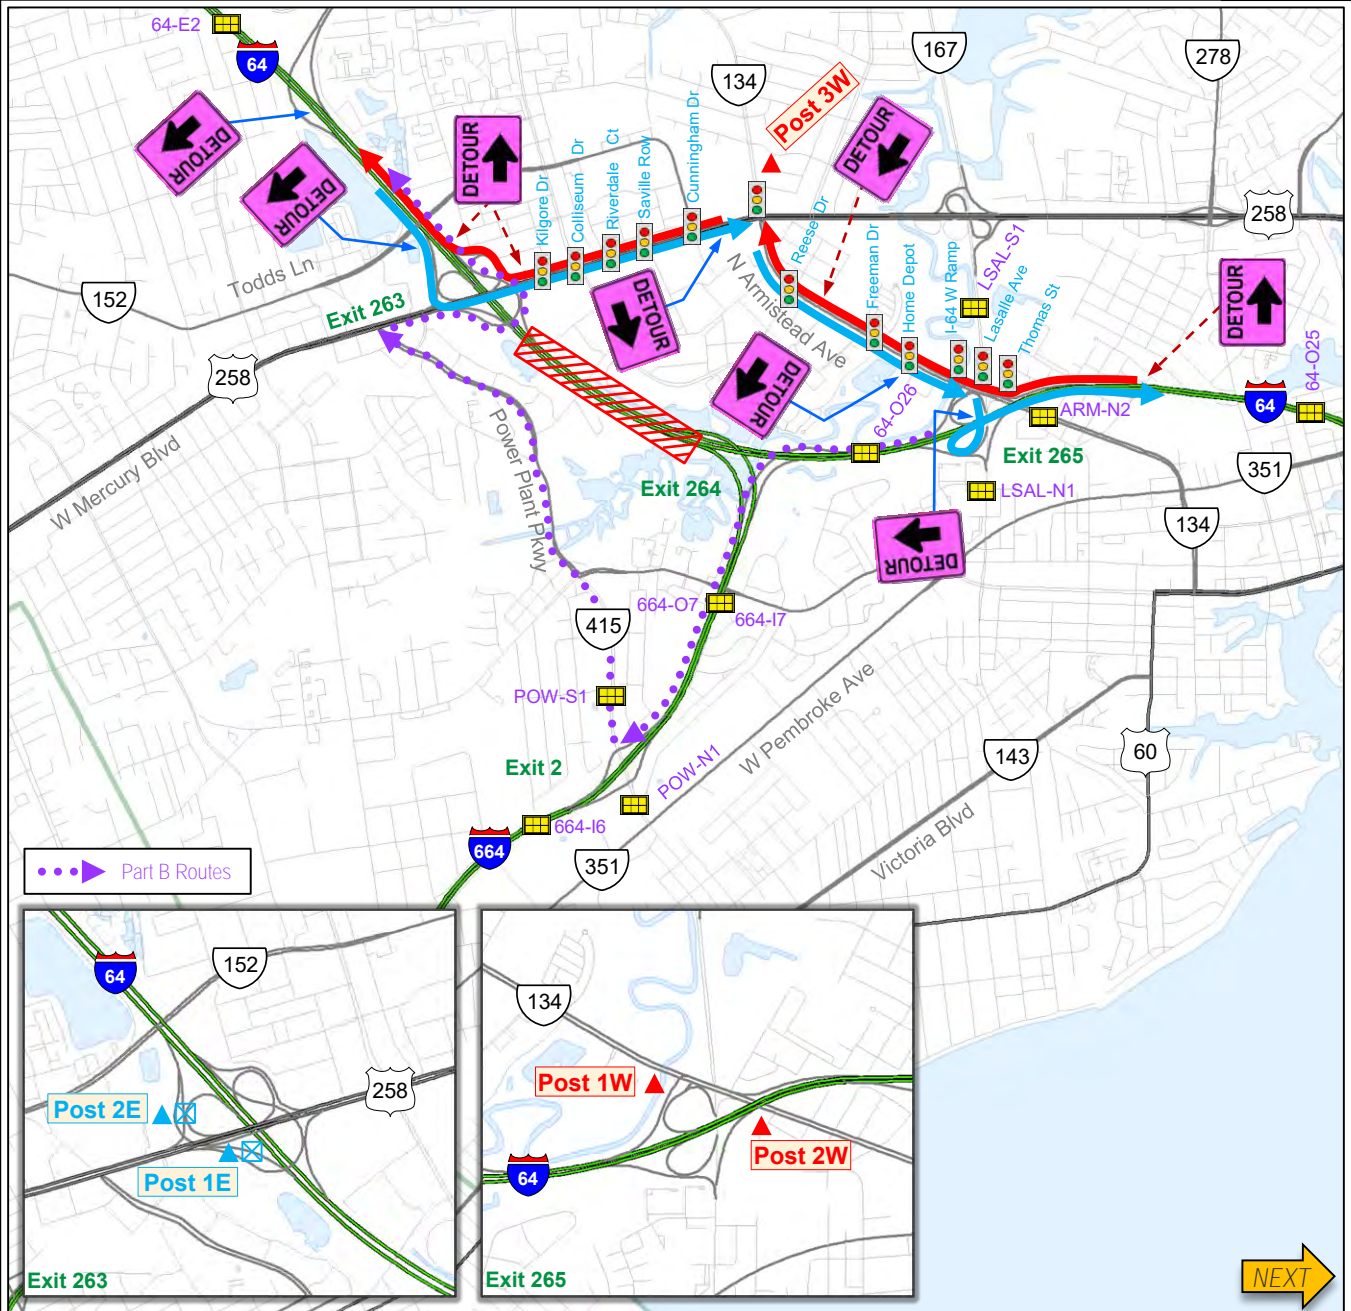 64-E2
64
DETOUR
DETOUR
DETOUR
134
167
278
Post 3W
DETOUR
258
Kilgore Dr
Colliseum Dr
Riverdale Ct
Saville Row
Cunningham Dr
Reese Dr
Freeman Dr
Home Depot
I-64 W Ramp
LSAL-S1
Lasalle Ave
Thomas St
DETOUR
64-O25
64
152
Todds Ln
Exit 263
258
DETOUR
N Armistead Ave
DETOUR
64-O26
ARM-N2
Exit 265
351
W Mercury Blvd
Power Plant Pkwy
Exit 264
LSAL-N1
134
DETOUR
664-O7
664-I7
415
POW-S1
W Pembroke Ave
143
60
Exit 2
POW-N1
664-I6
664
351
Victoria Blvd
Part B Routes
64
152
258
Post 2E
Post 1E
Exit 263
134
Post 1W
Post 2W
64
Exit 265
NEXT